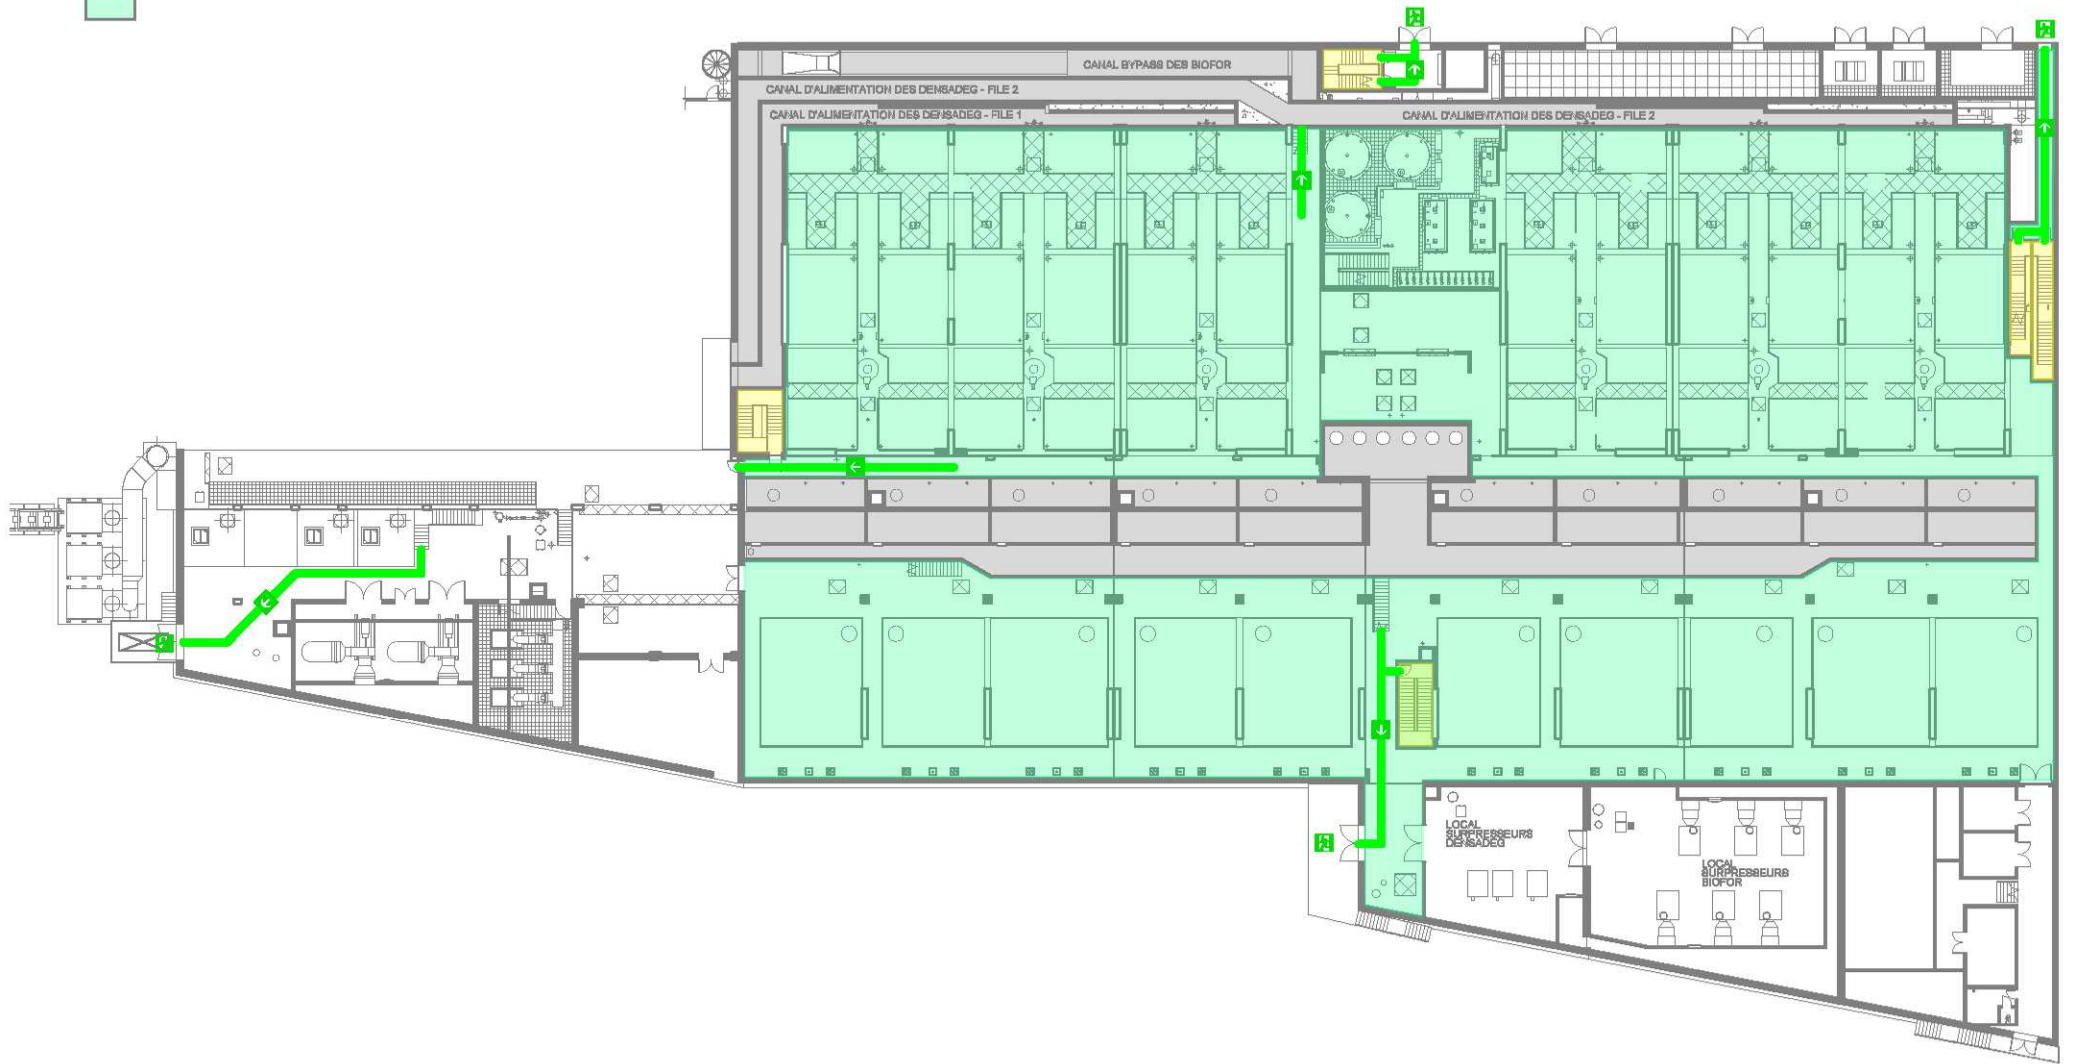 CANAL BYPASS DES BIOFOR
CANAL D'ALIMENTATION DES DENSADEG - FILE 2
CANAL D'ALIMENTATION DES DENSADEG - FILE 1
CANAL D'ALIMENTATION DES DENSADEG - FILE 2
LOCAL
SURPRESSEURS
DENSADEG
LOCAL
SURPRESSEURS
BIOFOR